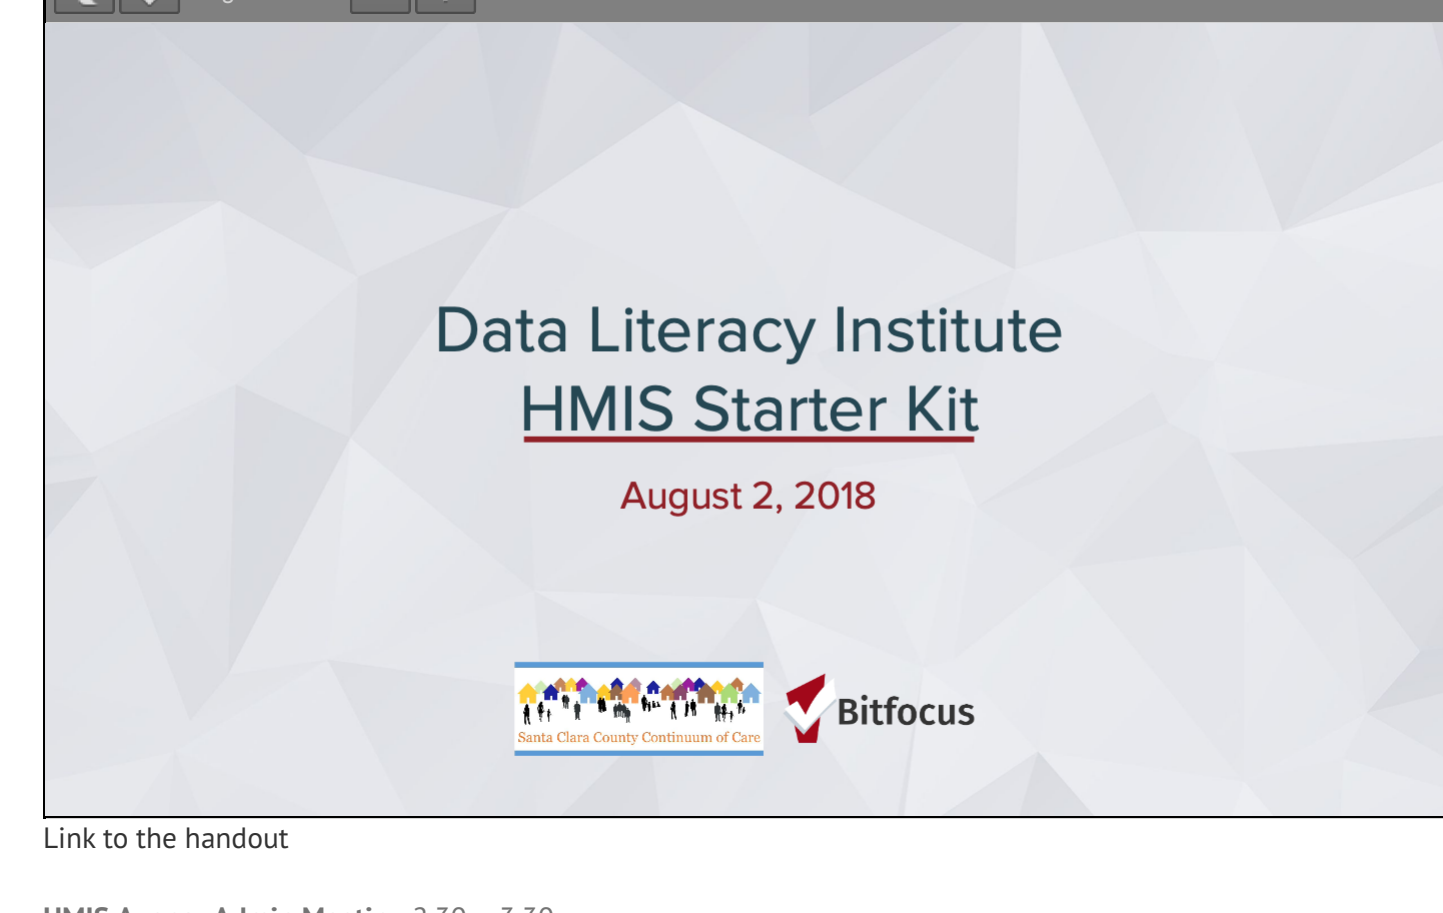 Data Literacy Institute
HMIS Starter Kit
August 2, 2018
Santa Clara County Continuum of Care
Bitfocus
Link to the handout